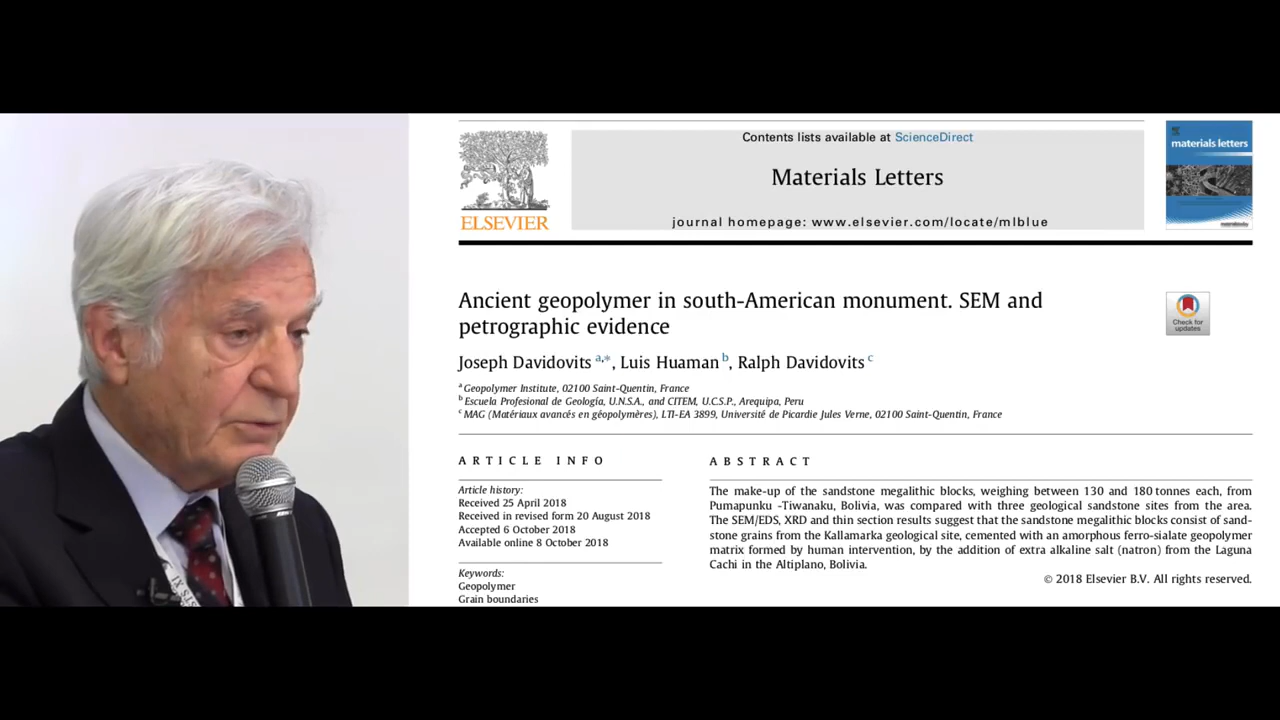 Contents lists available at ScienceDirect
Materials Letters
journal homepage: www.elsevier.com/locate/mlblue
ELSEVIER
materials letters
Ancient geopolymer in south-American monument. SEM and
petrographic evidence
Check for
updates
Joseph Davidovits a,*, Luis Huaman b, Ralph Davidovits c
a Geopolymer Institute, 02100 Saint-Quentin, France
b Escuela Profesional de Geología, U.N.S.A., and CITEM, U.C.S.P., Arequipa, Peru
c MAG (Matériaux avancés en géopolymères), LTI-EA 3899, Université de Picardie Jules Verne, 02100 Saint-Quentin, France
ARTICLE INFO
Article history:
Received 25 April 2018
Received in revised form 20 August 2018
Accepted 6 October 2018
Available online 8 October 2018
Keywords:
Geopolymer
Grain boundaries
ABSTRACT
The make-up of the sandstone megalithic blocks, weighing between 130 and 180 tonnes each, from
Pumapunku -Tiwanaku, Bolivia, was compared with three geological sandstone sites from the area.
The SEM/EDS, XRD and thin section results suggest that the sandstone megalithic blocks consist of sand-
stone grains from the Kallamarka geological site, cemented with an amorphous ferro-sialate geopolymer
matrix formed by human intervention, by the addition of extra alkaline salt (natron) from the Laguna
Cachi in the Altiplano, Bolivia.
© 2018 Elsevier B.V. All rights reserved.